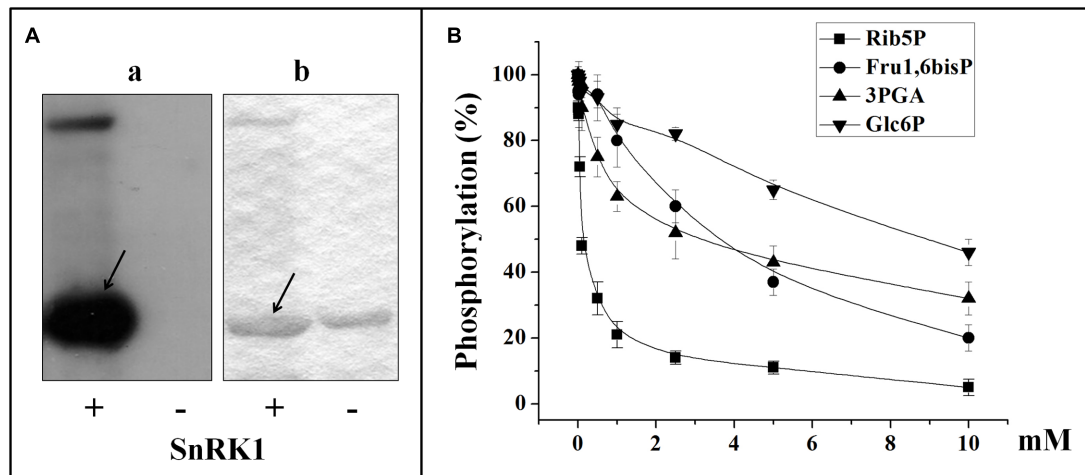 A
a b
+ - + -
SnRK1
B
Rib5P
Fru1,6bisP
3PGA
Glc6P
Phosphorylation (%)
100
80
60
40
20
0
0 2 4 6 8 10 mM